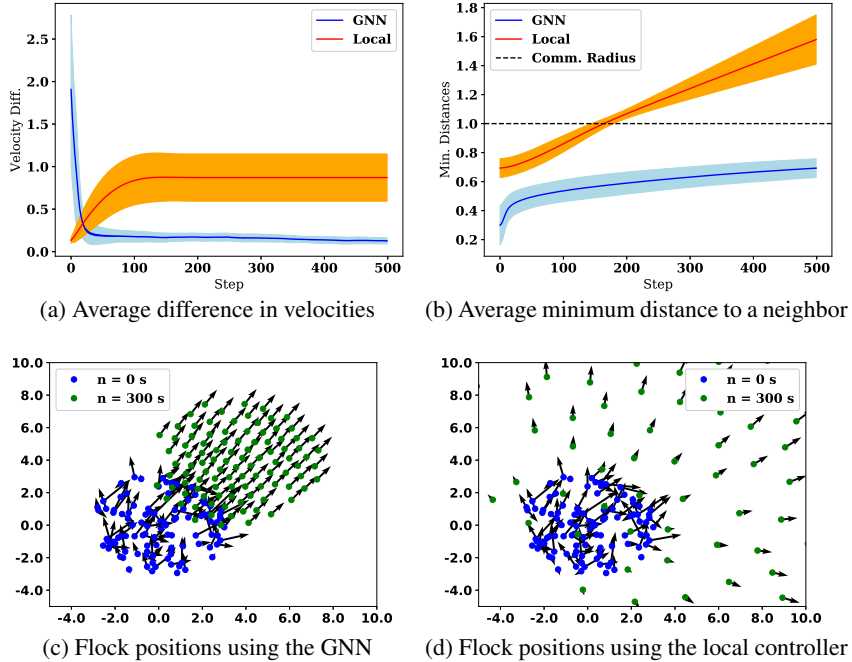 2.5
2.0
1.5
1.0
0.5
0.0
Velocity Diff.
GNN
Local
0 100 200 300 400 500
Step
(a) Average difference in velocities
1.8
1.6
1.4
1.2
1.0
0.8
0.6
0.4
0.2
Min. Distances
GNN
Local
Comm. Radius
0 100 200 300 400 500
Step
(b) Average minimum distance to a neighbor
10.0
8.0
6.0
4.0
2.0
0.0
-2.0
-4.0
n = 0 s
n = 300 s
-4.0 -2.0 0.0 2.0 4.0 6.0 8.0 10.0
(c) Flock positions using the GNN
10.0
8.0
6.0
4.0
2.0
0.0
-2.0
-4.0
n = 0 s
n = 300 s
-4.0 -2.0 0.0 2.0 4.0 6.0 8.0 10.0
(d) Flock positions using the local controller